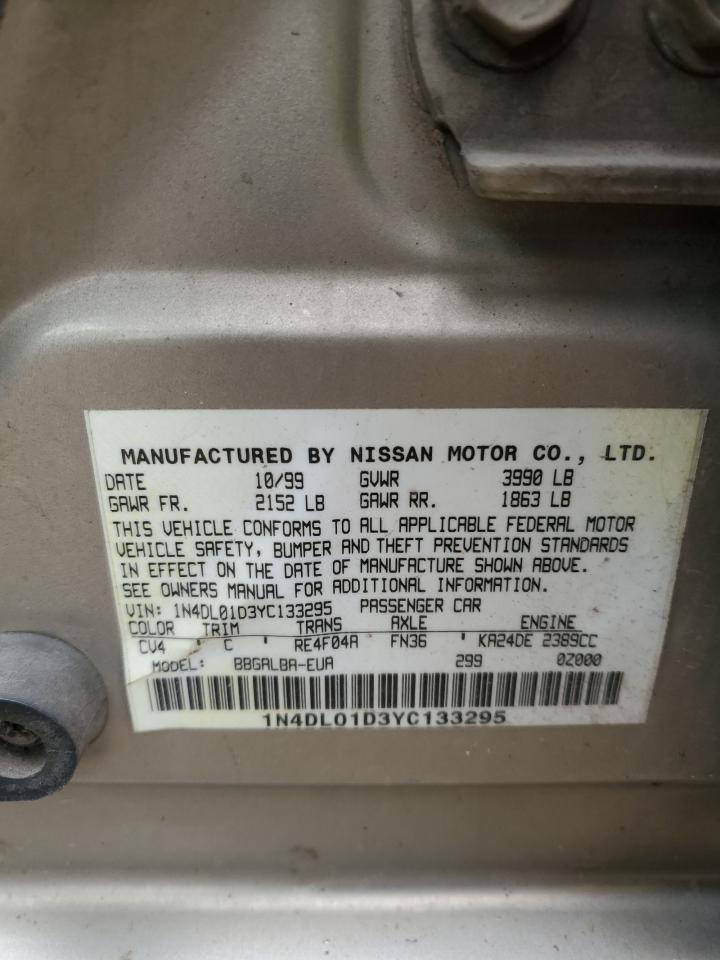 MANUFACTURED BY NISSAN MOTOR CO., LTD.
DATE 10/99 GVWR 3990 LB
GAWR FR. 2152 LB GAWR RR. 1863 LB
THIS VEHICLE CONFORMS TO ALL APPLICABLE FEDERAL MOTOR
VEHICLE SAFETY, BUMPER AND THEFT PREVENTION STANDARDS
IN EFFECT ON THE DATE OF MANUFACTURE SHOWN ABOVE.
SEE OWNERS MANUAL FOR ADDITIONAL INFORMATION.
VIN: 1N4DL01D3YC133295 PASSENGER CAR
COLOR TRIM TRANS AXLE ENGINE
CV4 ' C ' RE4F04A FN36 ' KA24DE 2389CC
MODEL: BBGALBA-EUA 299 0Z000
1N4DL01D3YC133295